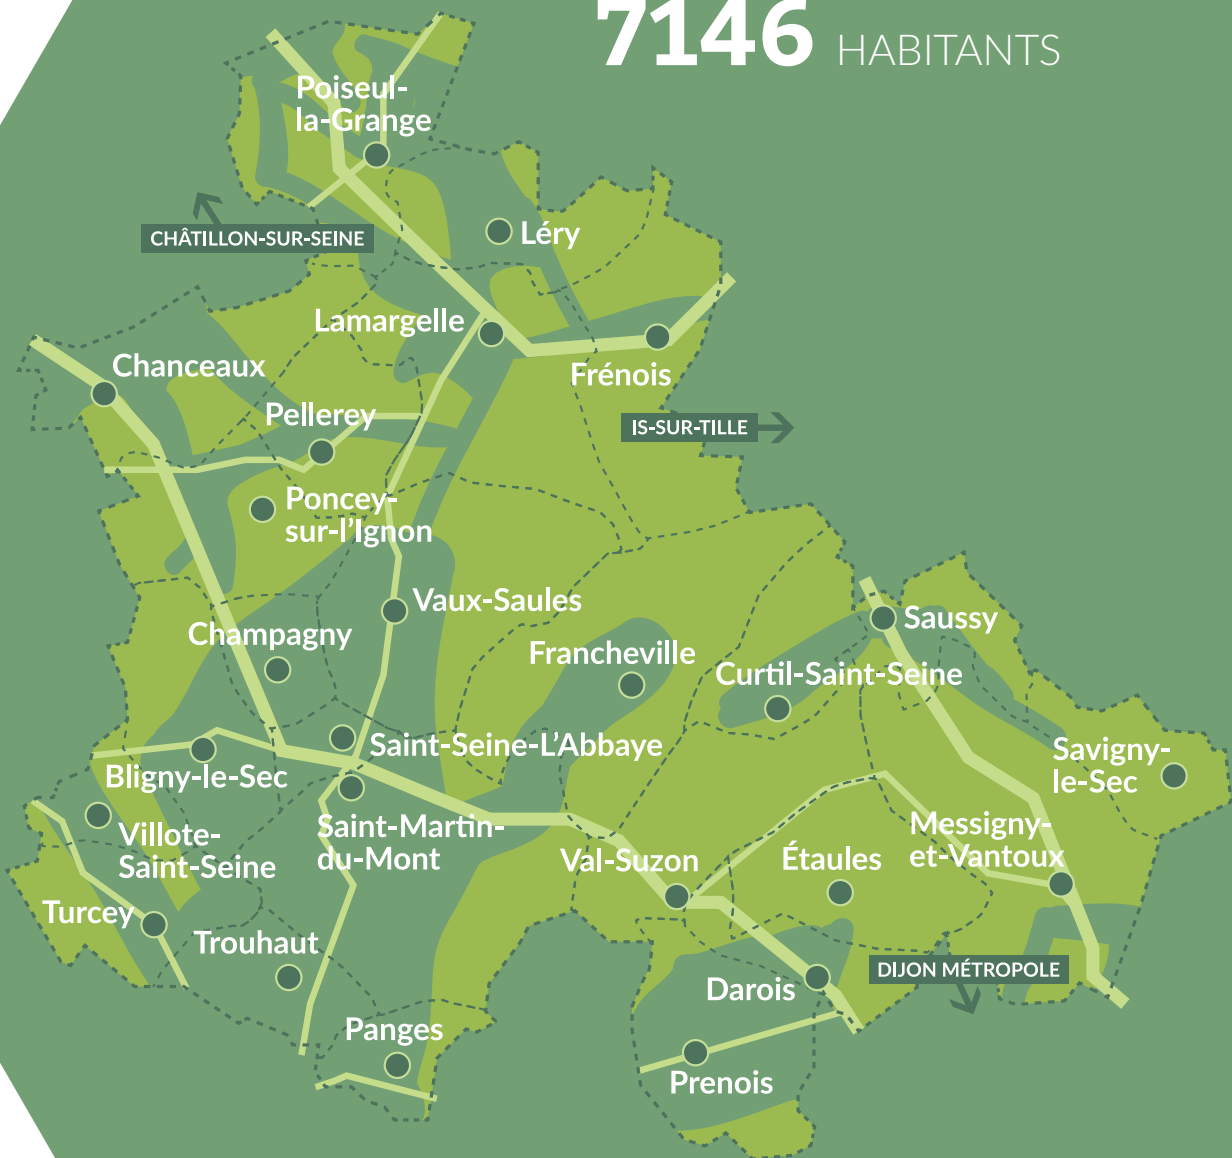 7146 HABITANTS
Poiseul-
la-Grange
CHÂTILLON-SUR-SEINE
Léry
Lamargelle
Chanceaux
Frénois
Pellerey
IS-SUR-TILLE
Poncey-
sur-l'Ignon
Vaux-Saules
Saussy
Champagny
Francheville
Curtil-Saint-Seine
Saint-Seine-L'Abbaye
Savigny-
le-Sec
Bligny-le-Sec
Villote-
Saint-Seine
Saint-Martin-
du-Mont
Val-Suzon
Étaules
Messigny-
et-Vantoux
Turcey
Trouhaut
DIJON MÉTROPOLE
Darois
Panges
Prenois